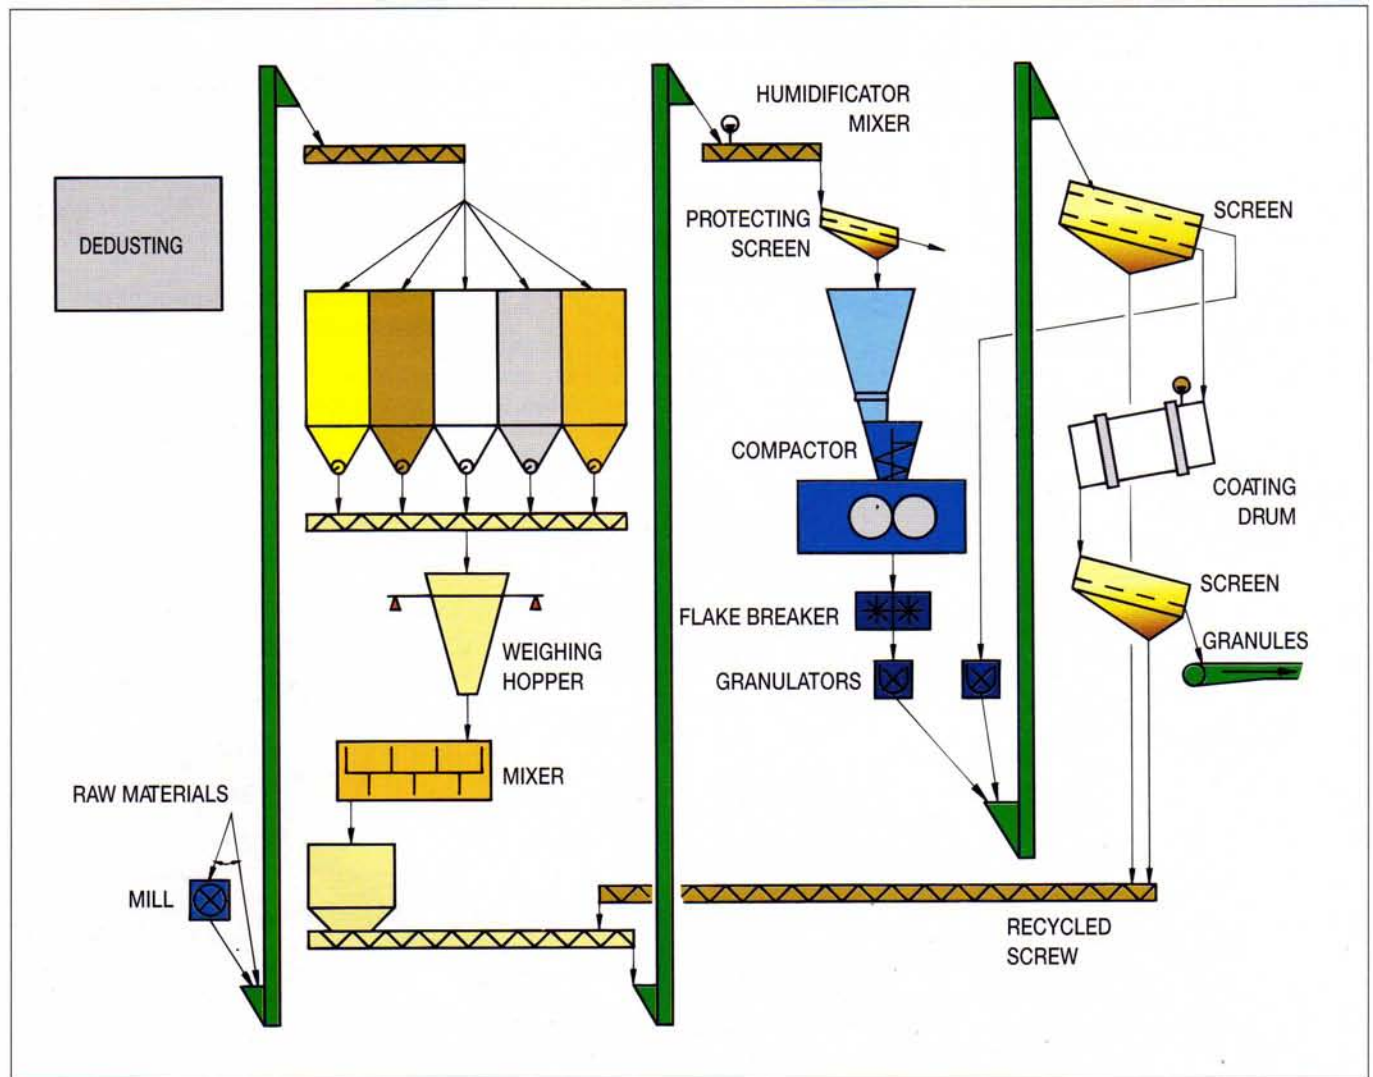 HUMIDIFICATOR
MIXER
DEDUSTING
PROTECTING
SCREEN
SCREEN
COMPACTOR
COATING
DRUM
FLAKE BREAKER
SCREEN
WEIGHING
HOPPER
GRANULATORS
GRANULES
MIXER
RAW MATERIALS
MILL
RECYCLED
SCREW